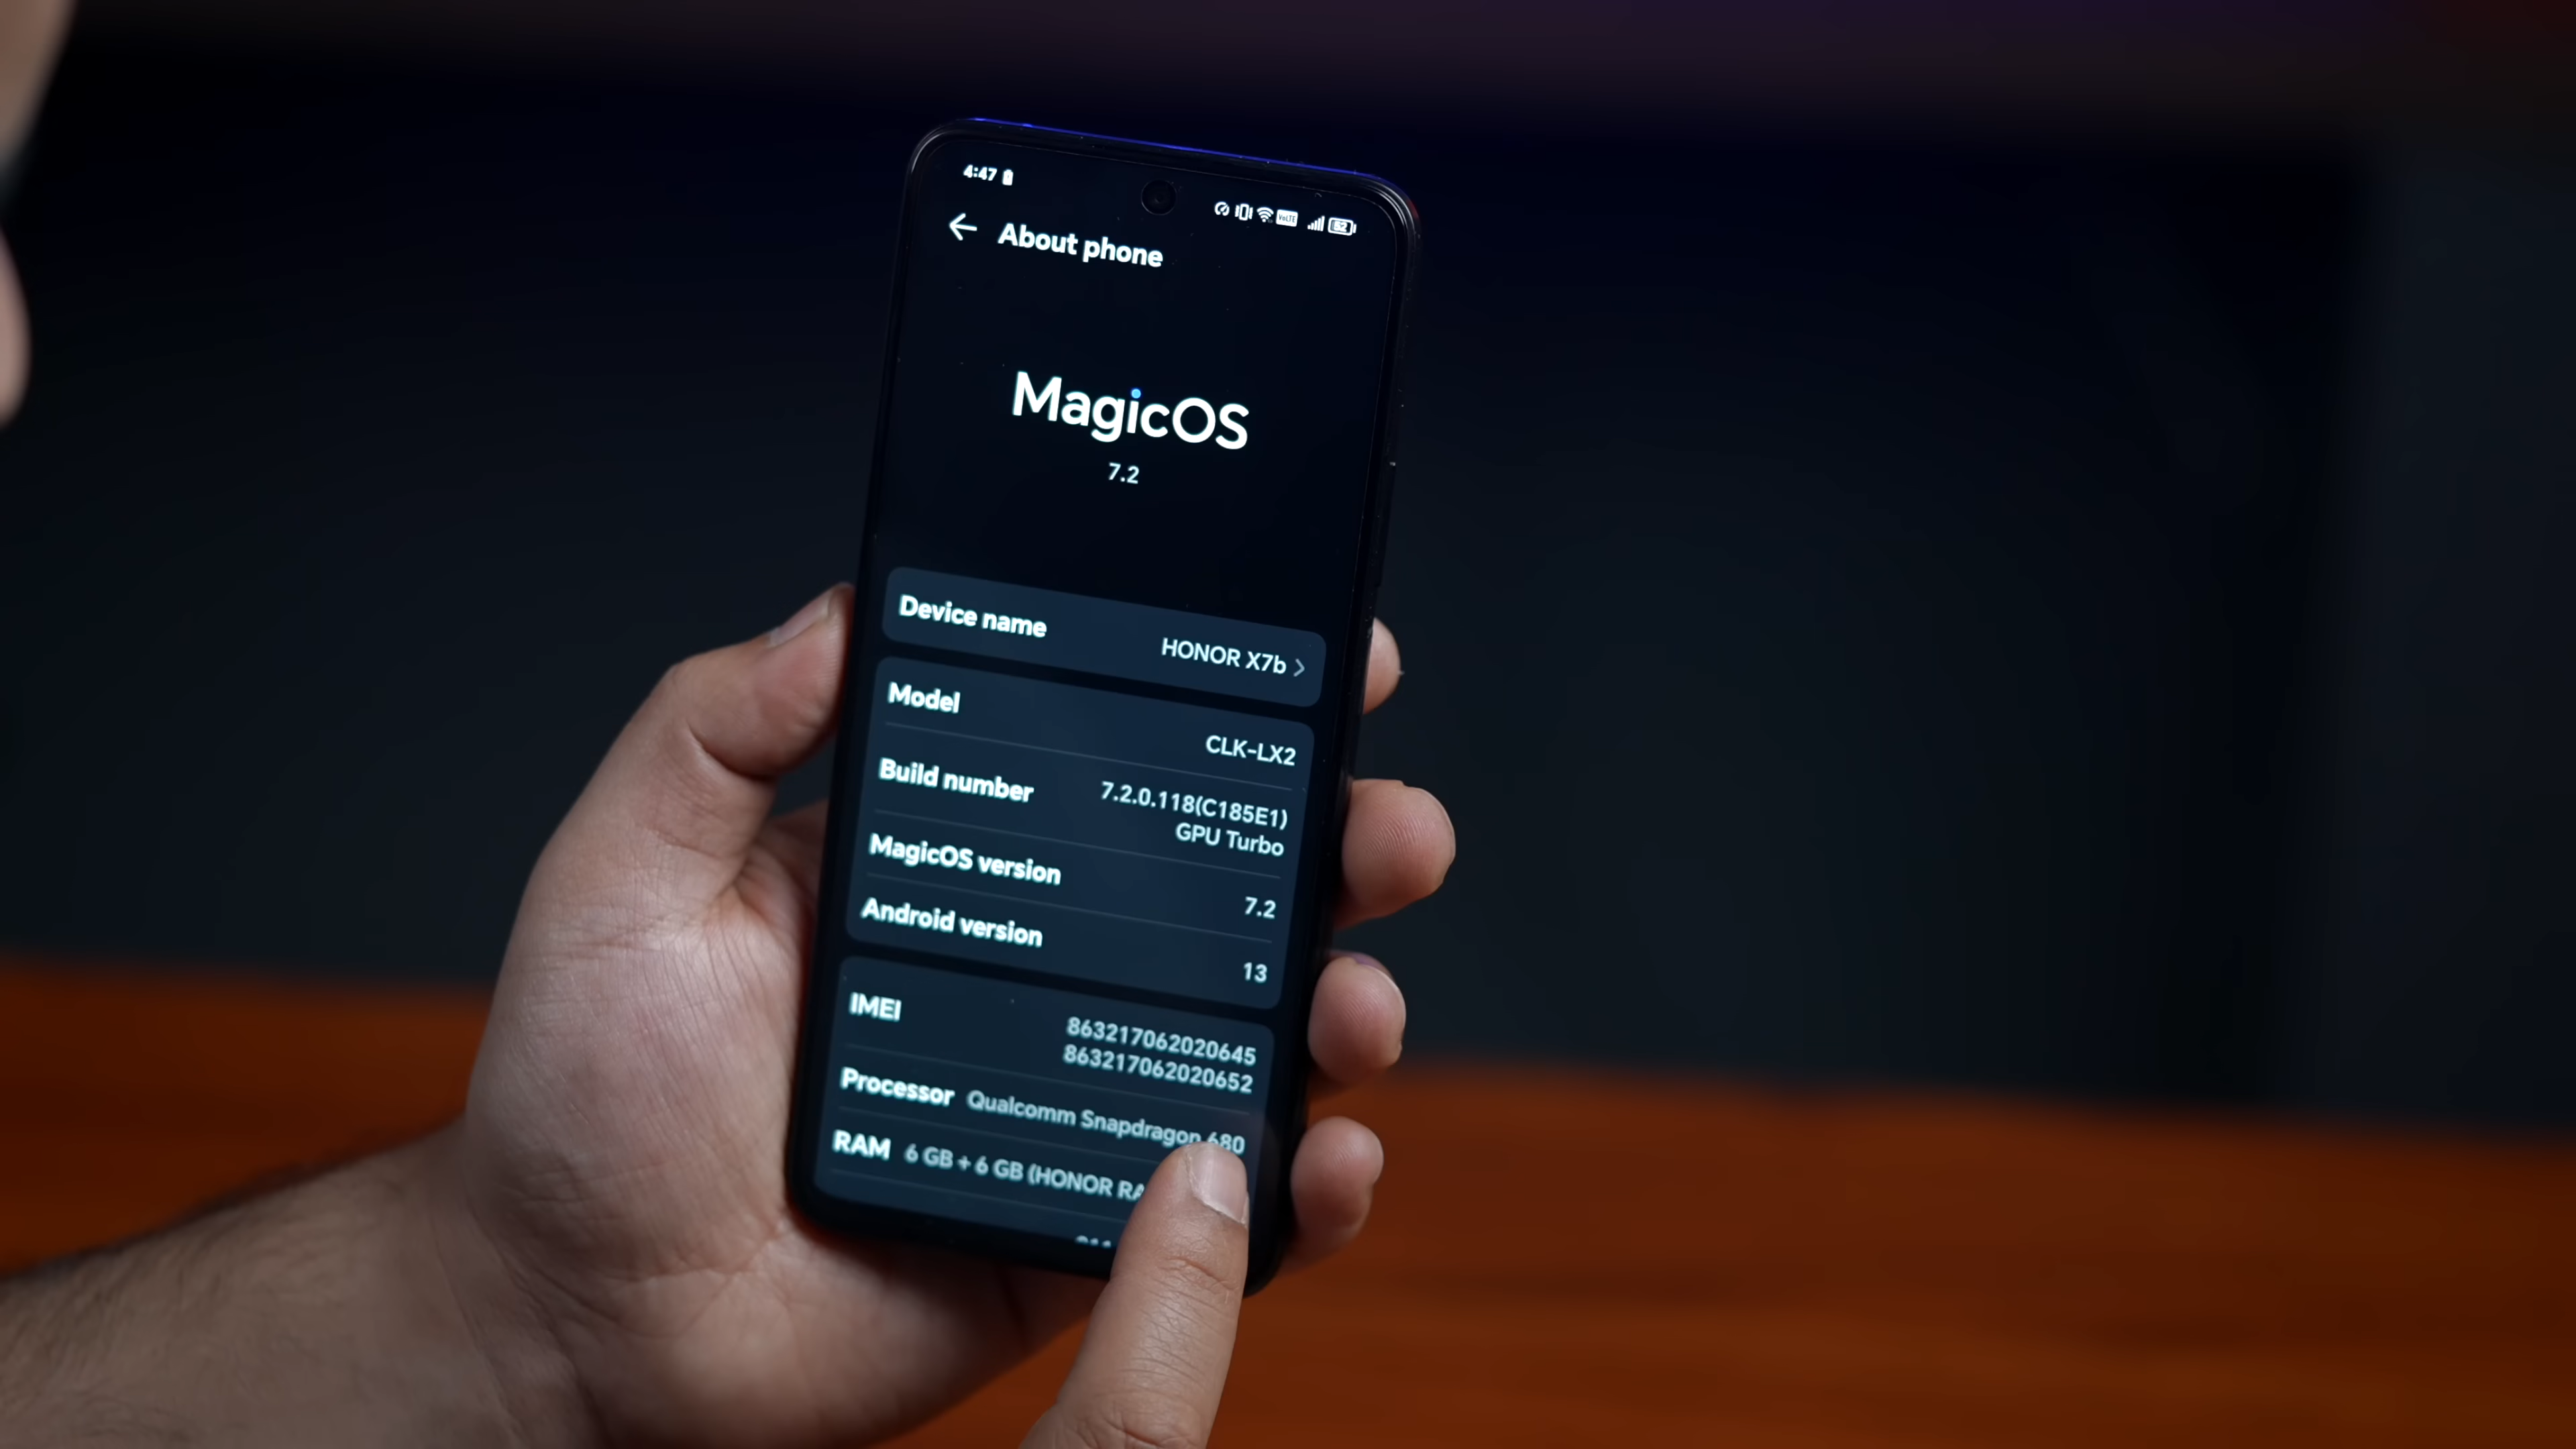 4:47
VoLTE 62
About phone
MagicOS
7.2
Device name HONOR X7b
Model CLK-LX2
Build number 7.2.0.118(C185E1)
GPU Turbo
MagicOS version 7.2
Android version 13
IMEI 863217062020645
863217062020652
Processor Qualcomm Snapdragon 680
RAM 6 GB + 6 GB (HONOR